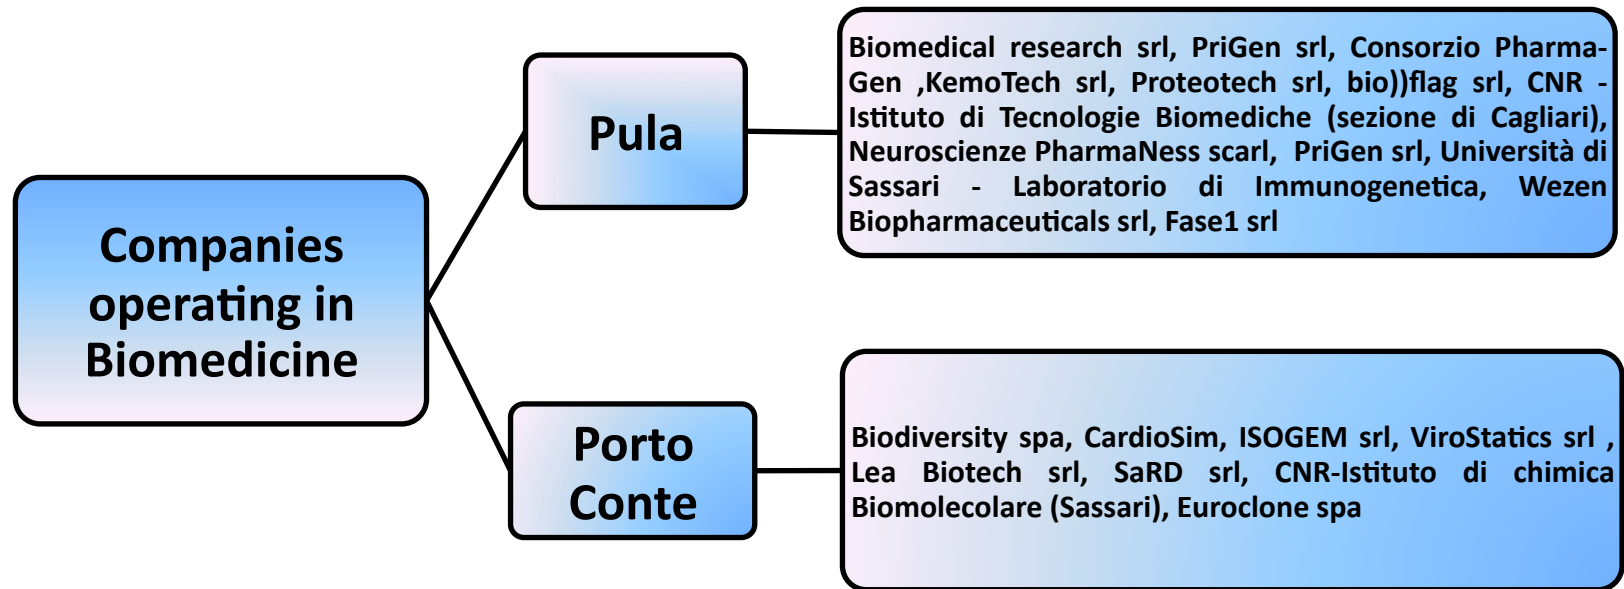 Companies
operating in
Biomedicine
Pula
Biomedical research srl, PriGen srl, Consorzio Pharma-
Gen ,KemoTech srl, Proteotech srl, bio))flag srl, CNR -
Istituto di Tecnologie Biomediche (sezione di Cagliari),
Neuroscienze PharmaNess scarl, PriGen srl, Università di
Sassari - Laboratorio di Immunogenetica, Wezen
Biopharmaceuticals srl, Fase1 srl
Porto
Conte
Biodiversity spa, CardioSim, ISOGEM srl, ViroStatics srl ,
Lea Biotech srl, SaRD srl, CNR-Istituto di chimica
Biomolecolare (Sassari), Euroclone spa